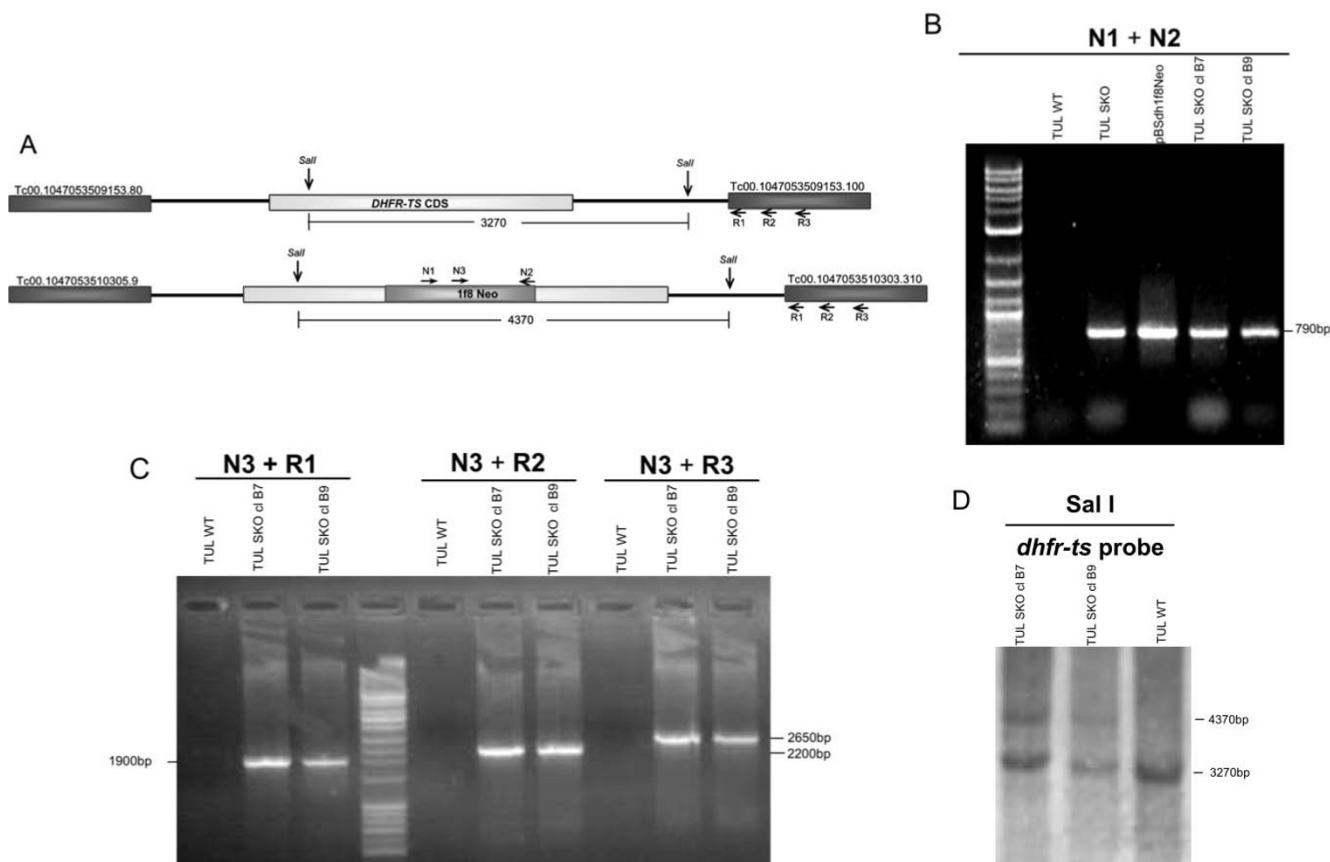 A
SalI
SalI
Tc00.1047053509153.80
DHFR-TS CDS
Tc00.1047053509153.100
R1
R2
R3
3270
SalI
SalI
Tc00.1047053510305.9
N1
N3
N2
1f8 Neo
Tc00.1047053510303.310
R1
R2
R3
4370
B
N1 + N2
TUL WT
TUL SKO
pBSdh1f8Neo
TUL SKO cl B7
TUL SKO cl B9
790bp
C
N3 + R1
N3 + R2
N3 + R3
TUL WT
TUL SKO cl B7
TUL SKO cl B9
TUL WT
TUL SKO cl B7
TUL SKO cl B9
TUL WT
TUL SKO cl B7
TUL SKO cl B9
1900bp
2650bp
2200bp
D
Sal I
dhfr-ts probe
TUL SKO cl B7
TUL SKO cl B9
TUL WT
4370bp
3270bp